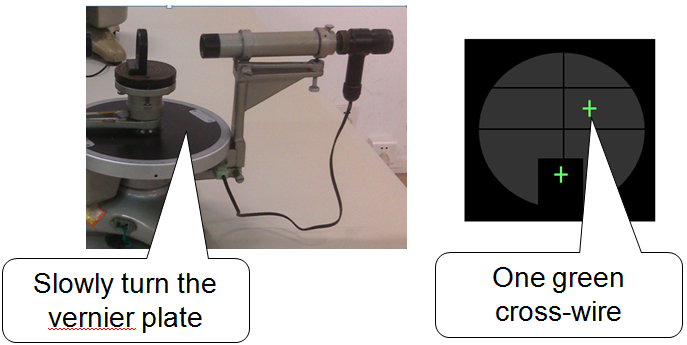 Slowly turn the
vernier plate
One green
cross-wire